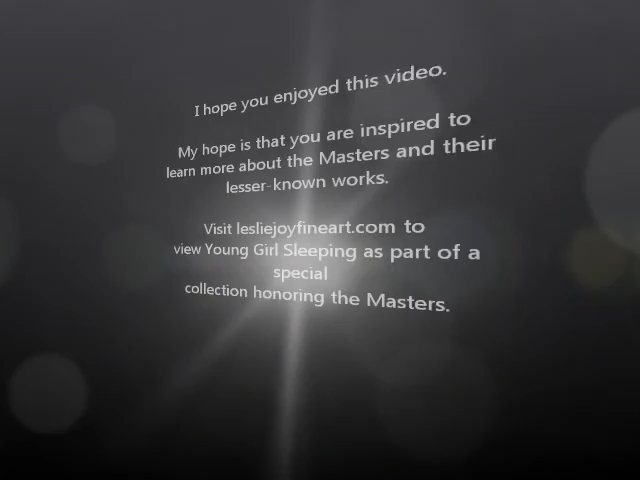 I hope you enjoyed this video.
My hope is that you are inspired to
learn more about the Masters and their
lesser-known works.
Visit lesliejoyfineart.com to
view Young Girl Sleeping as part of a
special
collection honoring the Masters.